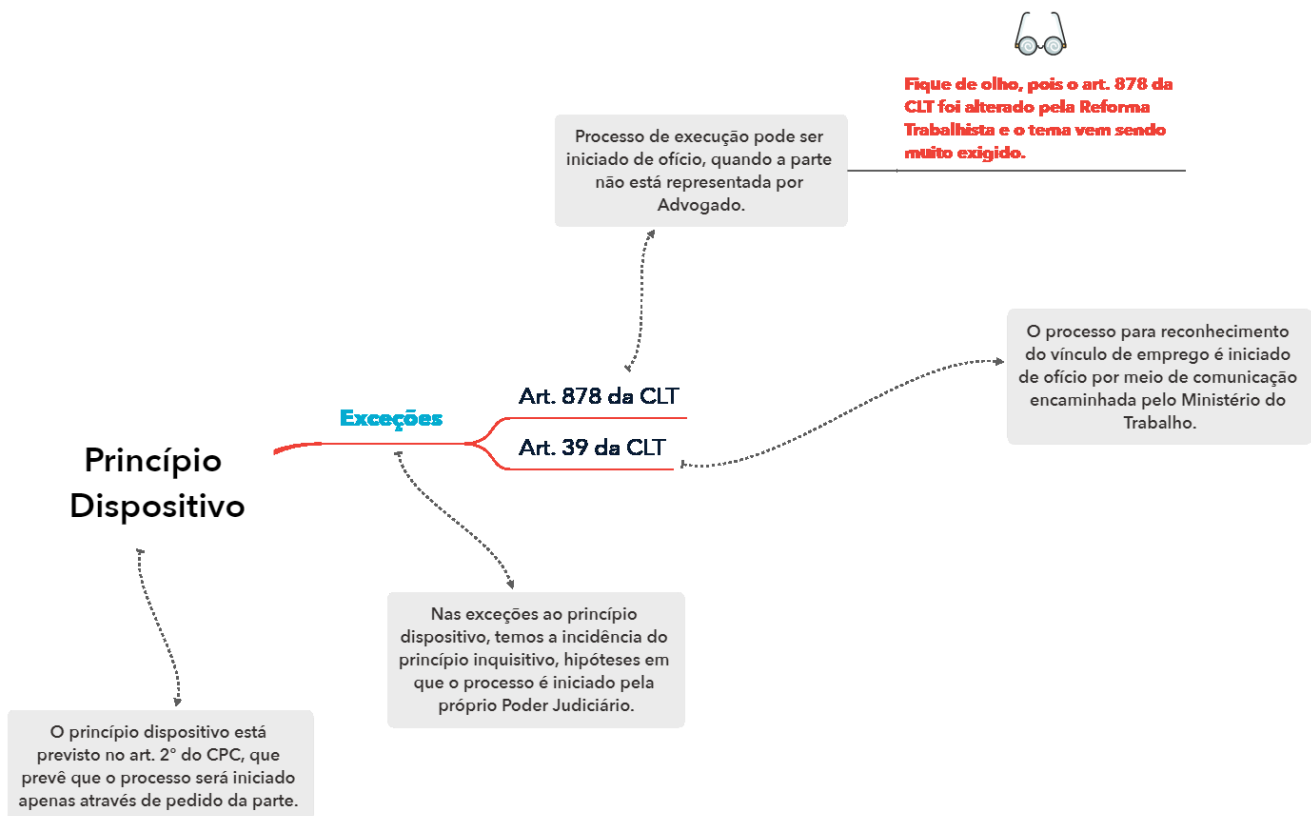 Fique de olho, pois o art. 878 da
CLT foi alterado pela Reforma
Trabalhista e o tema vem sendo
muito exigido.
Processo de execução pode ser
iniciado de ofício, quando a parte
não está representada por
Advogado.
O processo para reconhecimento
do vínculo de emprego é iniciado
de ofício por meio de comunicação
encaminhada pelo Ministério do
Trabalho.
Art. 878 da CLT
Exceções
Art. 39 da CLT
Princípio
Dispositivo
Nas exceções ao princípio
dispositivo, temos a incidência do
princípio inquisitivo, hipóteses em
que o processo é iniciado pela
próprio Poder Judiciário.
O princípio dispositivo está
previsto no art. 2º do CPC, que
prevê que o processo será iniciado
apenas através de pedido da parte.